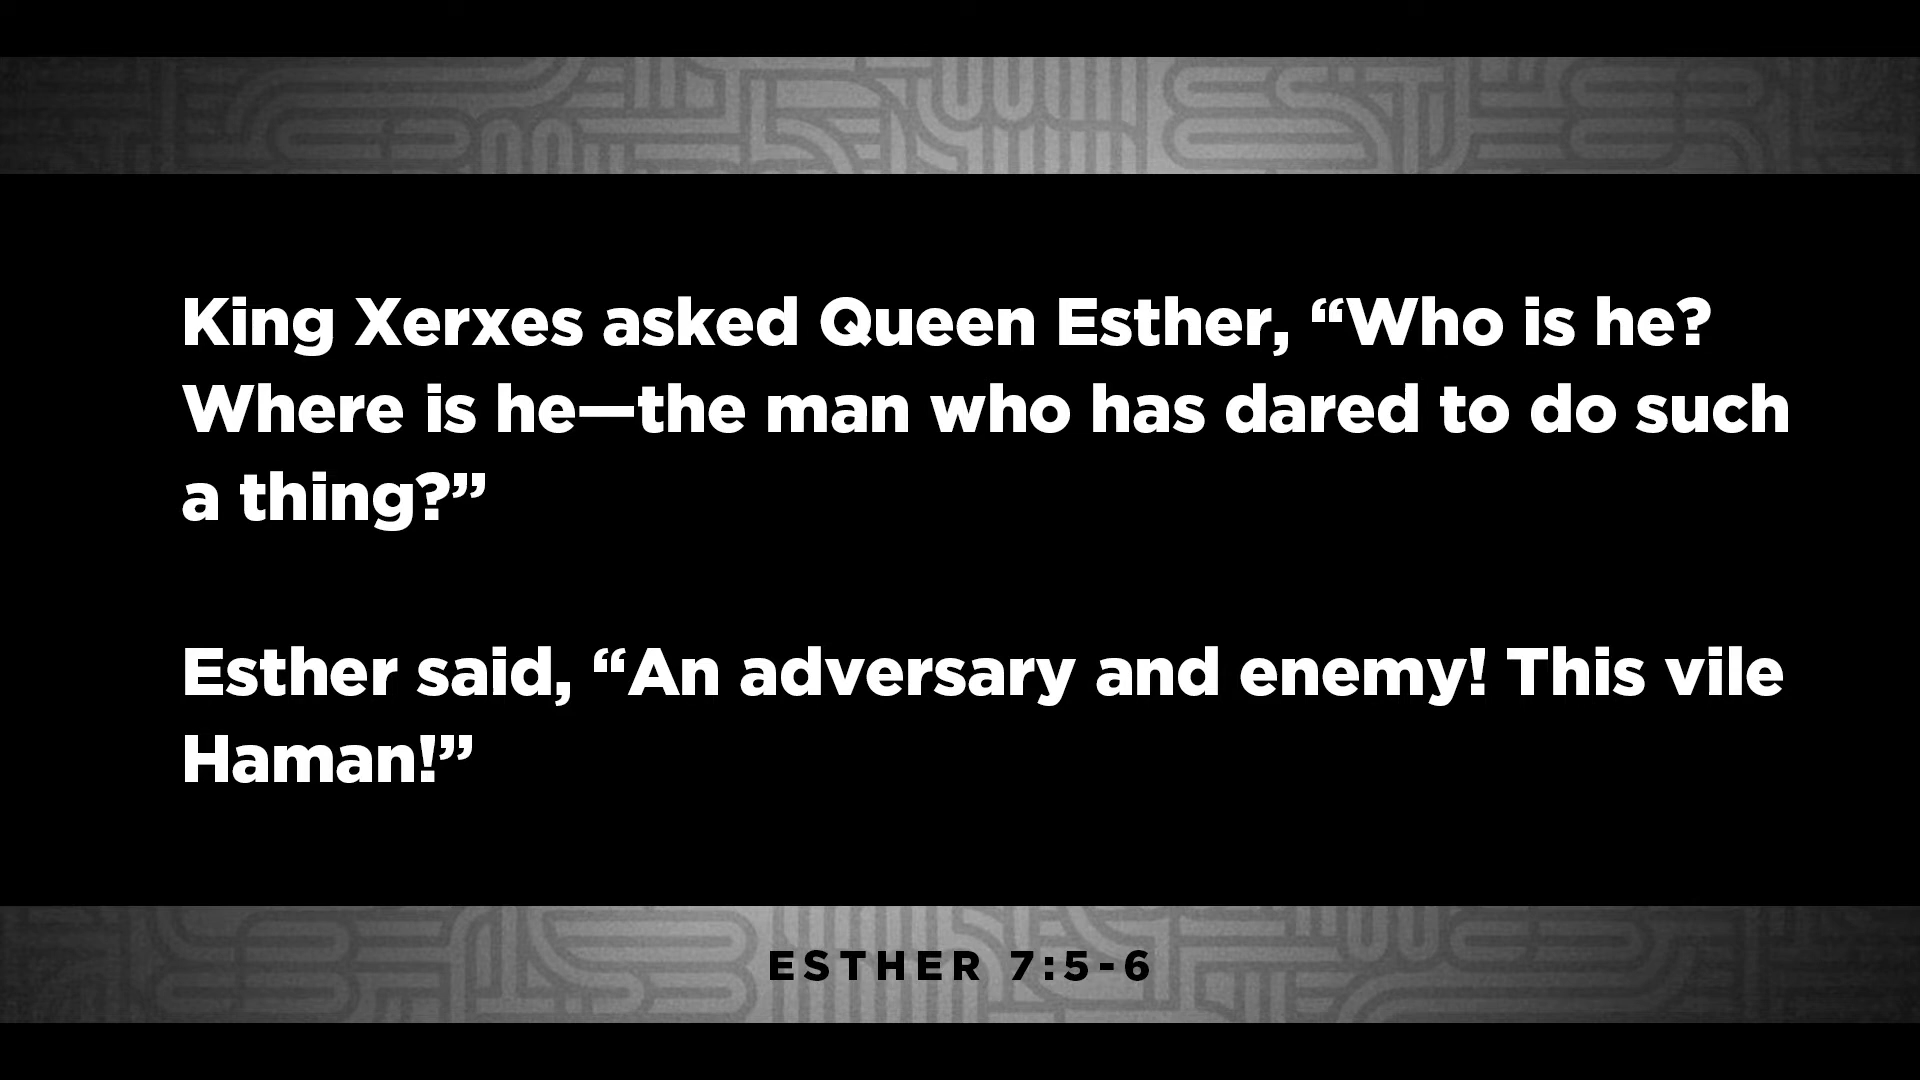 King Xerxes asked Queen Esther, “Who is he?
Where is he—the man who has dared to do such
a thing?”
Esther said, “An adversary and enemy! This vile
Haman!”
ESTHER 7:5-6